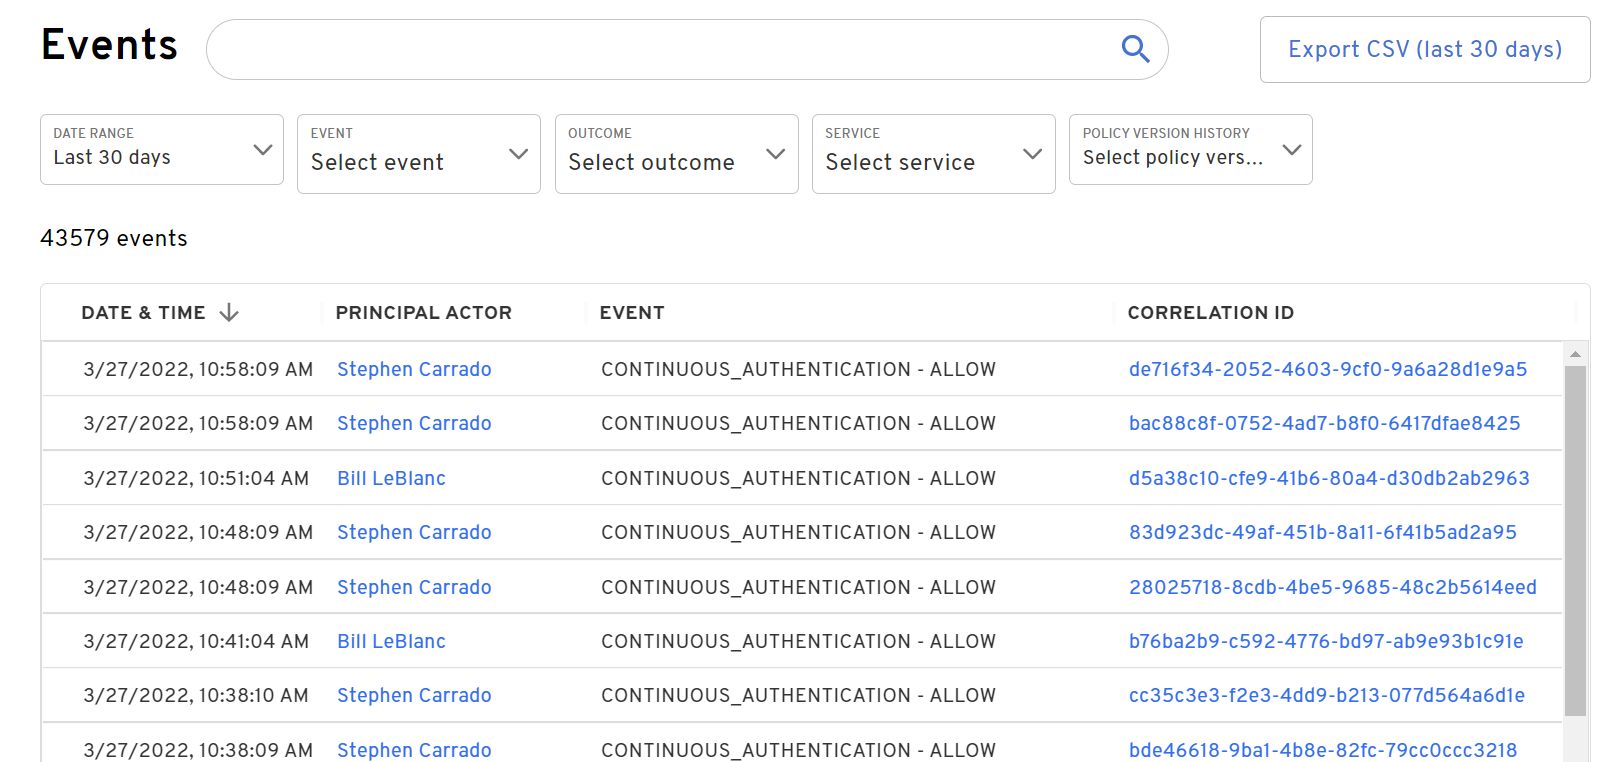 Events
Export CSV (last 30 days)
DATE RANGE EVENT OUTCOME SERVICE POLICY VERSION HISTORY
Last 30 days Select event Select outcome Select service Select policy vers...
43579 events
DATE & TIME PRINCIPAL ACTOR EVENT CORRELATION ID
3/27/2022, 10:58:09 AM Stephen Carrado CONTINUOUS_AUTHENTICATION - ALLOW de716f34-2052-4603-9cf0-9a6a28d1e9a5
3/27/2022, 10:58:09 AM Stephen Carrado CONTINUOUS_AUTHENTICATION - ALLOW bac88c8f-0752-4ad7-b8f0-6417dfae8425
3/27/2022, 10:51:04 AM Bill LeBlanc CONTINUOUS_AUTHENTICATION - ALLOW d5a38c10-cfe9-41b6-80a4-d30db2ab2963
3/27/2022, 10:48:09 AM Stephen Carrado CONTINUOUS_AUTHENTICATION - ALLOW 83d923dc-49af-451b-8a11-6f41b5ad2a95
3/27/2022, 10:48:09 AM Stephen Carrado CONTINUOUS_AUTHENTICATION - ALLOW 28025718-8cdb-4be5-9685-48c2b5614eed
3/27/2022, 10:41:04 AM Bill LeBlanc CONTINUOUS_AUTHENTICATION - ALLOW b76ba2b9-c592-4776-bd97-ab9e93b1c91e
3/27/2022, 10:38:10 AM Stephen Carrado CONTINUOUS_AUTHENTICATION - ALLOW cc35c3e3-f2e3-4dd9-b213-077d564a6d1e
3/27/2022, 10:38:09 AM Stephen Carrado CONTINUOUS_AUTHENTICATION - ALLOW bde46618-9ba1-4b8e-82fc-79cc0ccc3218